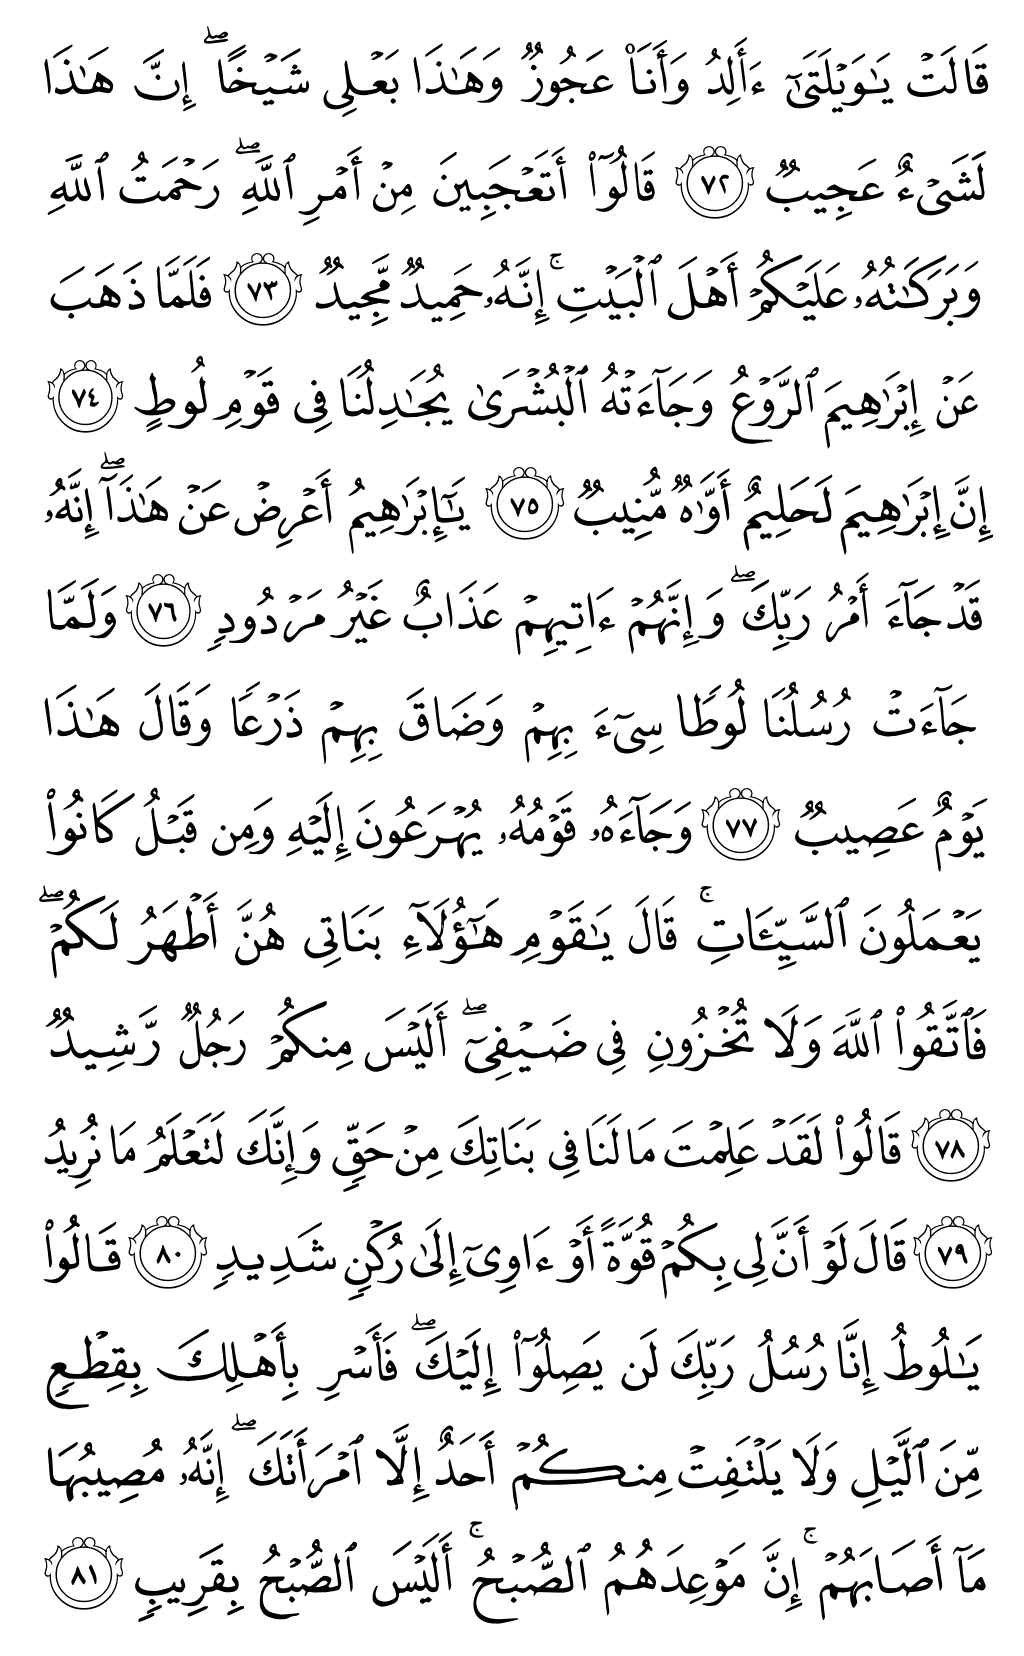 قَالَتْ يَـٰوَيْلَتَىٰٓ ءَأَلِدُ وَأَنَا۠ عَجُوزٌ وَهَـٰذَا بَعْلِى شَيْخًا ۖ إِنَّ هَـٰذَا
لَشَىْءٌ عَجِيبٌ ٧٢ قَالُوٓا۟ أَتَعْجَبِينَ مِنْ أَمْرِ ٱللَّهِ ۖ رَحْمَتُ ٱللَّهِ
وَبَرَكَـٰتُهُۥ عَلَيْكُمْ أَهْلَ ٱلْبَيْتِ ۚ إِنَّهُۥ حَمِيدٌ مَّجِيدٌ ٧٣ فَلَمَّا ذَهَبَ
عَنْ إِبْرَٰهِيمَ ٱلرَّوْعُ وَجَآءَتْهُ ٱلْبُشْرَىٰ يُجَـٰدِلُنَا فِى قَوْمِ لُوطٍ ٧٤
إِنَّ إِبْرَٰهِيمَ لَحَلِيمٌ أَوَّٰهٌ مُّنِيبٌ ٧٥ يَـٰٓإِبْرَٰهِيمُ أَعْرِضْ عَنْ هَـٰذَآ ۖ إِنَّهُۥ
قَدْ جَآءَ أَمْرُ رَبِّكَ ۖ وَإِنَّهُمْ ءَاتِيهِمْ عَذَابٌ غَيْرُ مَرْدُودٍ ٧٦ وَلَمَّا
جَآءَتْ رُسُلُنَا لُوطًا سِىٓءَ بِهِمْ وَضَاقَ بِهِمْ ذَرْعًا وَقَالَ هَـٰذَا
يَوْمٌ عَصِيبٌ ٧٧ وَجَآءَهُۥ قَوْمُهُۥ يُهْرَعُونَ إِلَيْهِ وَمِن قَبْلُ كَانُوا۟
يَعْمَلُونَ ٱلسَّيِّـَٔاتِ ۚ قَالَ يَـٰقَوْمِ هَـٰٓؤُلَآءِ بَنَاتِى هُنَّ أَطْهَرُ لَكُمْ ۖ
فَٱتَّقُوا۟ ٱللَّهَ وَلَا تُخْزُونِ فِى ضَيْفِىٓ ۖ أَلَيْسَ مِنكُمْ رَجُلٌ رَّشِيدٌ
٧٨ قَالُوا۟ لَقَدْ عَلِمْتَ مَا لَنَا فِى بَنَاتِكَ مِنْ حَقٍّ وَإِنَّكَ لَتَعْلَمُ مَا نُرِيدُ
٧٩ قَالَ لَوْ أَنَّ لِى بِكُمْ قُوَّةً أَوْ ءَاوِىٓ إِلَىٰ رُكْنٍ شَدِيدٍ ٨٠ قَالُوا۟
يَـٰلُوطُ إِنَّا رُسُلُ رَبِّكَ لَن يَصِلُوٓا۟ إِلَيْكَ ۖ فَأَسْرِ بِأَهْلِكَ بِقِطْعٍ
مِّنَ ٱلَّيْلِ وَلَا يَلْتَفِتْ مِنكُمْ أَحَدٌ إِلَّا ٱمْرَأَتَكَ ۖ إِنَّهُۥ مُصِيبُهَا
مَآ أَصَابَهُمْ ۚ إِنَّ مَوْعِدَهُمُ ٱلصُّبْحُ ۚ أَلَيْسَ ٱلصُّبْحُ بِقَرِيبٍ ٨١